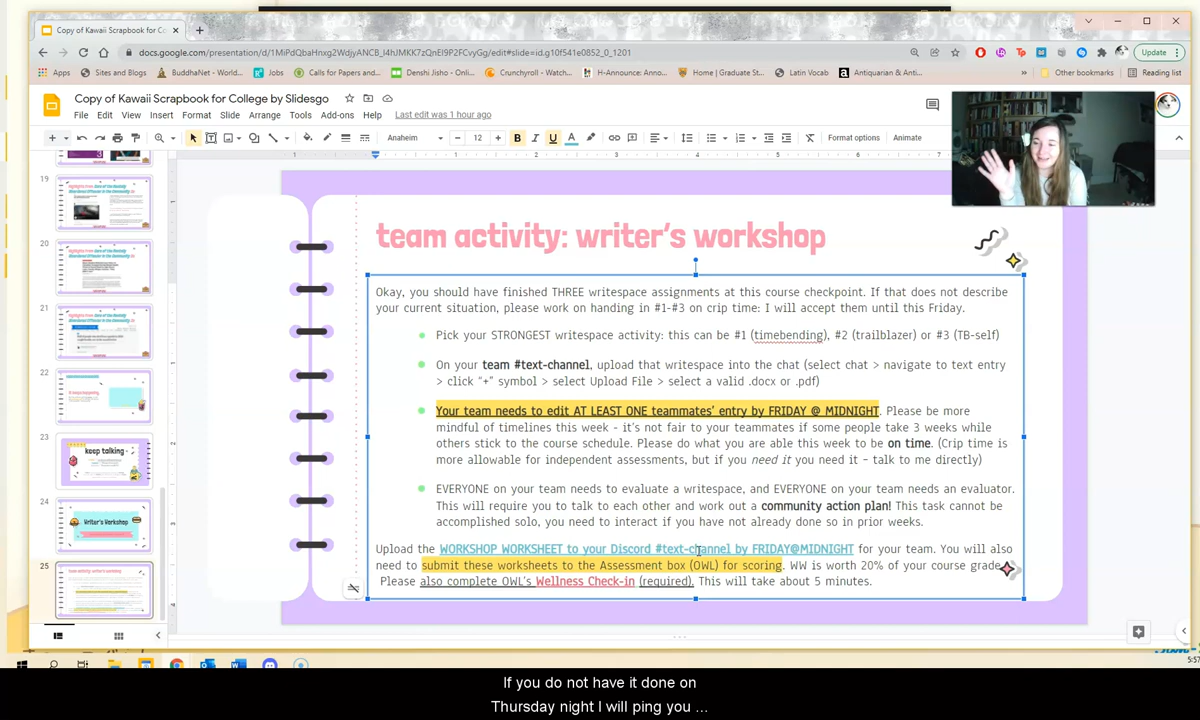 Copy of Kawaii Scrapbook for Co
docs.google.com/presentation/d/1MiPdQbaHnxg2WdjyANCB_l4hJMKK7zQnEl9P2FCvyGg/edit#slide=id.g10f541e0852_0_1201
Update
Apps
Sites and Blogs
BuddhaNet - World...
Jobs
Calls for Papers and...
Denshi Jisho - Onli...
Crunchyroll - Watch...
H-Announce: Anno...
Home | Graduate St...
Latin Vocab
Antiquarian & Anti...
»
Other bookmarks
Reading list
Copy of Kawaii Scrapbook for College by Slidesgo
File Edit View Insert Format Slide Arrange Tools Add-ons Help Last edit was 1 hour ago
Anaheim 12 B I U A Format options Animate
1 1 2 3 4 5 6 7
19
20
21
22
23
keep talking -
24
Writer's Workshop
25
team activity: writer's workshop
Okay, you should have finished THREE writespace assignments at this course checkpoint. If that does not describe
your current situation, please work on handing in #1-#3 on crip time: I will accept them until this Friday.
Pick your STRONGEST writespace activity: this can be #1 (timebending), #2 (trailblazer) or #3 (TB-self)
On your team #text-channel, upload that writespace into the chat (select chat > navigate to text entry
> click "+" symbol > select Upload File > select a valid .docx or .pdf)
Your team needs to edit AT LEAST ONE teammates' entry by FRIDAY @ MIDNIGHT. Please be more
mindful of timelines this week - it's not fair to your teammates if some people take 3 weeks while
others stick to the course schedule. Please do what you are able this week to be on time. (Crip time is
more allowable for independent assessments, but if you need it you need it - talk to me directly)
EVERYONE on your team needs to evaluate a writespace, and EVERYONE on your team needs an evaluator.
This will require you to talk to each other and work out a community action plan! This task cannot be
accomplished solo, you need to interact if you have not already done so in prior weeks.
Upload the WORKSHOP WORKSHEET to your Discord #text-channel by FRIDAY@MIDNIGHT for your team. You will also
need to submit these worksheets to the Assessment box (OWL) for scoring. WW is worth 20% of your course grade
Please also complete OWL's Wellness Check-in (required). This will take about 5 minutes.
5:57
If you do not have it done on
Thursday night I will ping you ...